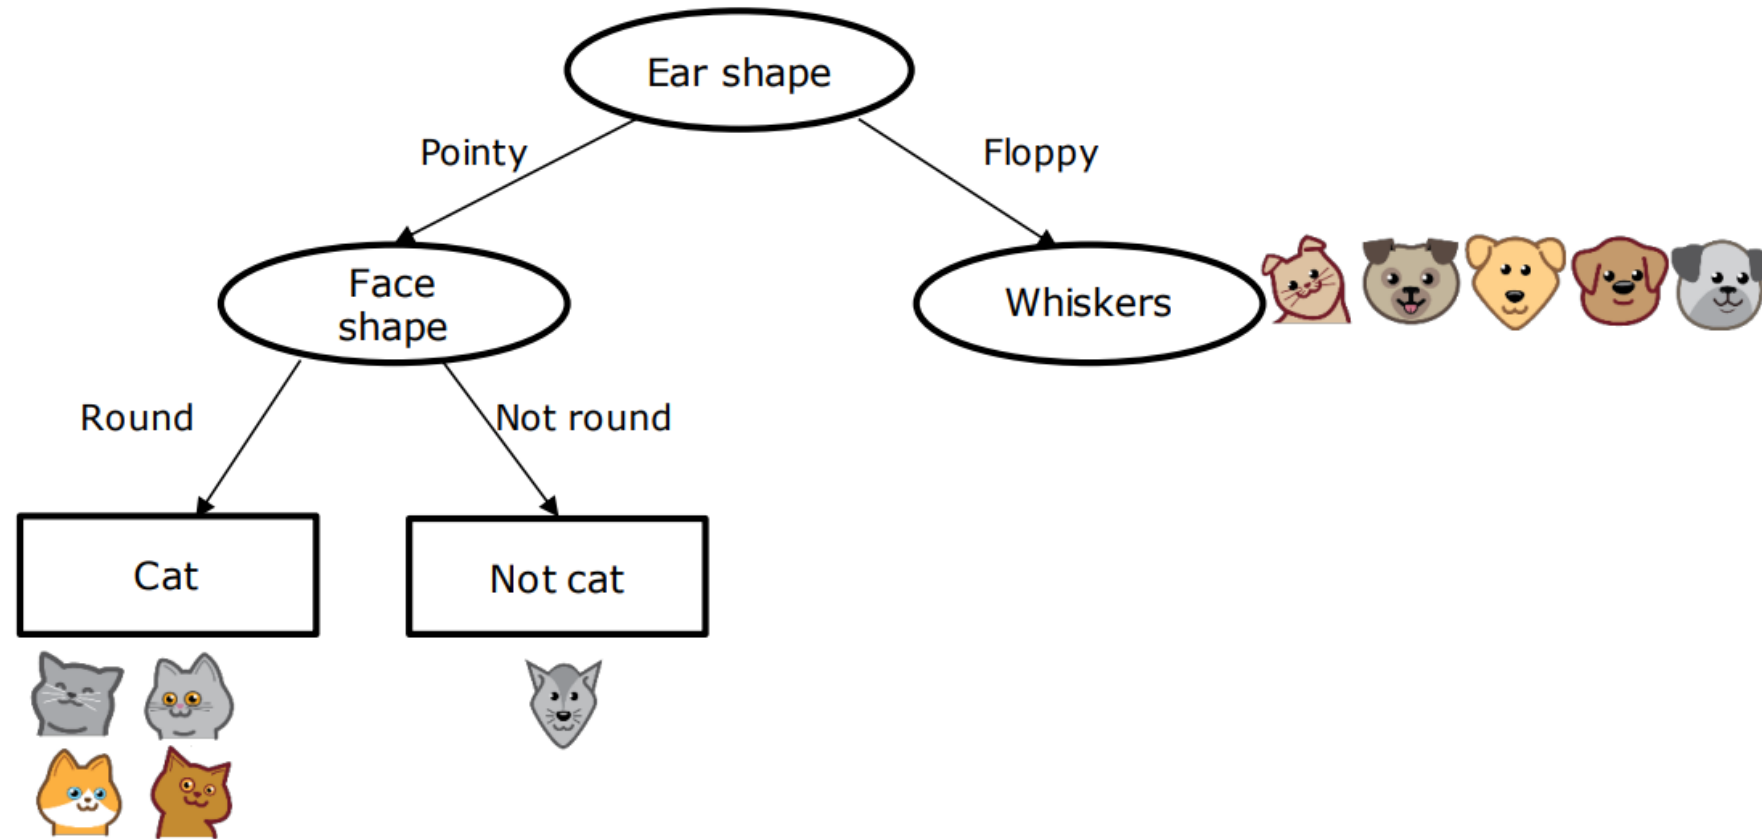 Ear shape
Pointy
Floppy
Face
shape
Whiskers
Round
Not round
Cat
Not cat